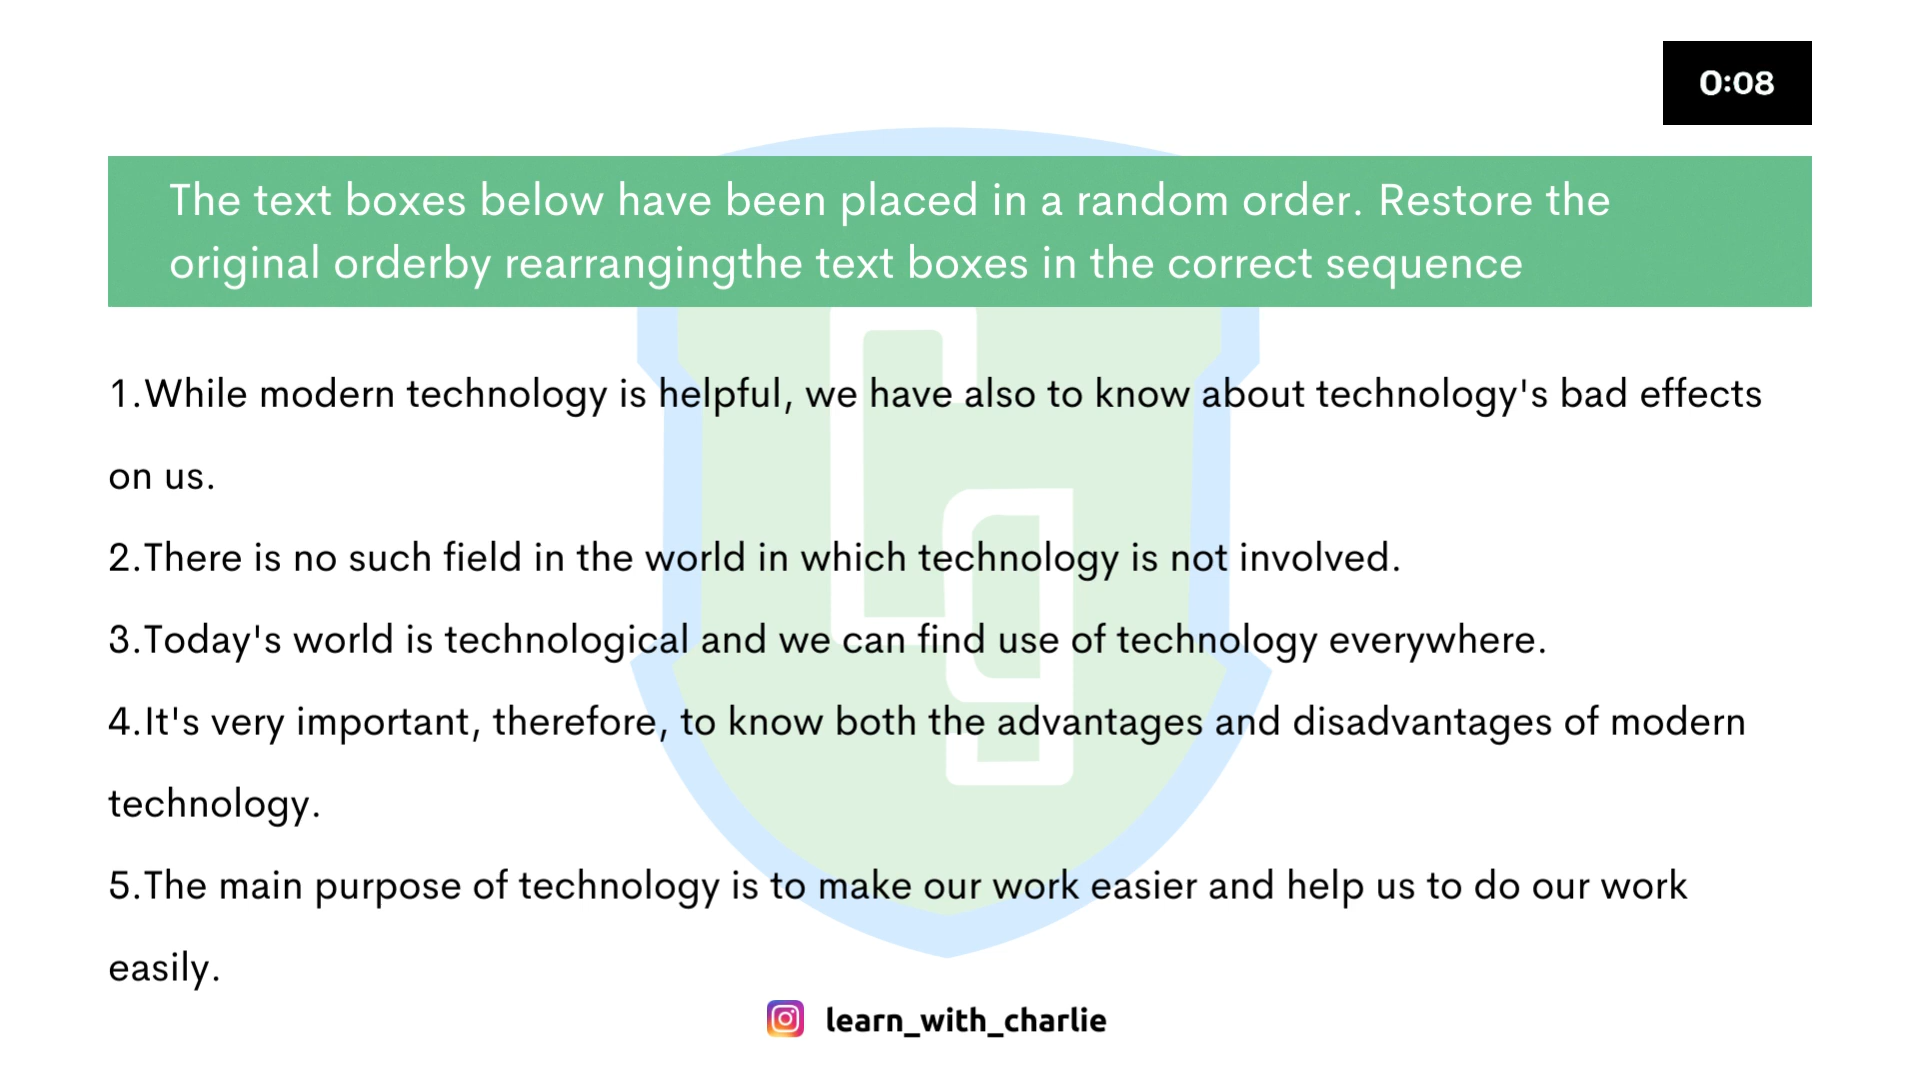 0:08
The text boxes below have been placed in a random order. Restore the
original orderby rearrangingthe text boxes in the correct sequence
1.While modern technology is helpful, we have also to know about technology's bad effects
on us.
2.There is no such field in the world in which technology is not involved.
3.Today's world is technological and we can find use of technology everywhere.
4.It's very important, therefore, to know both the advantages and disadvantages of modern
technology.
5.The main purpose of technology is to make our work easier and help us to do our work
easily.
learn_with_charlie